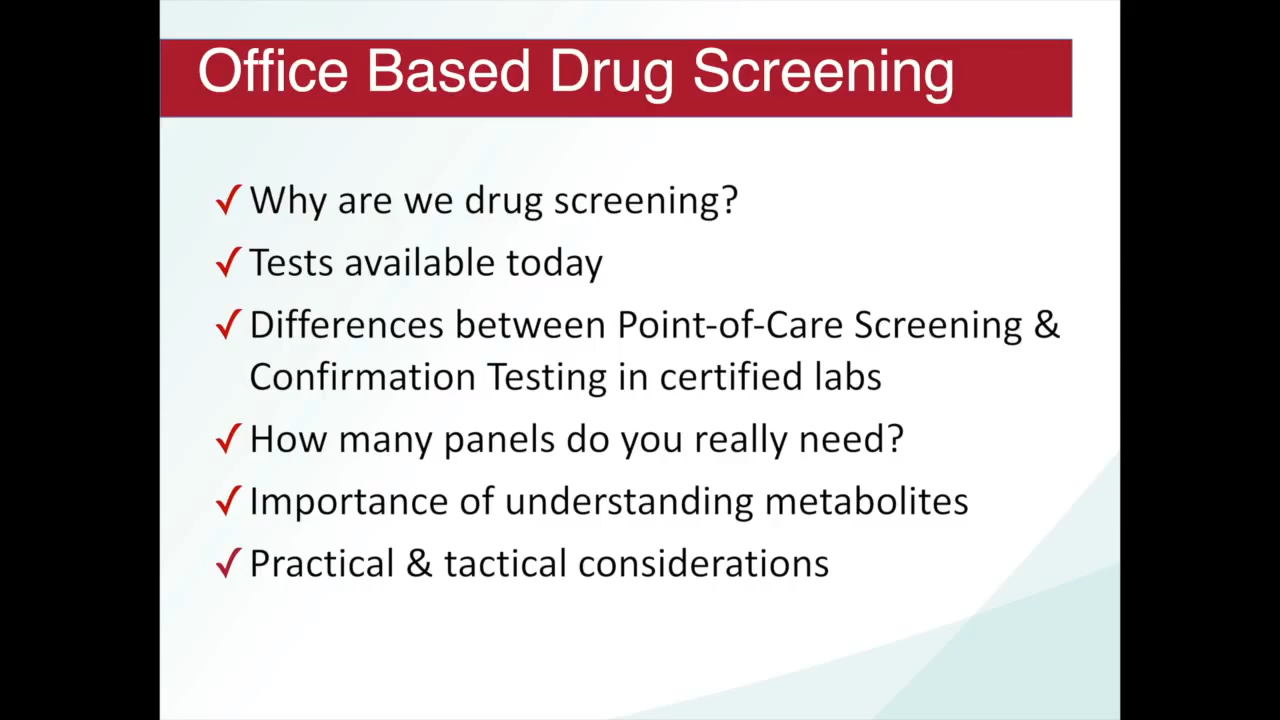 Office Based Drug Screening
✓ Why are we drug screening?
✓ Tests available today
✓ Differences between Point-of-Care Screening &
Confirmation Testing in certified labs
✓ How many panels do you really need?
✓ Importance of understanding metabolites
✓ Practical & tactical considerations